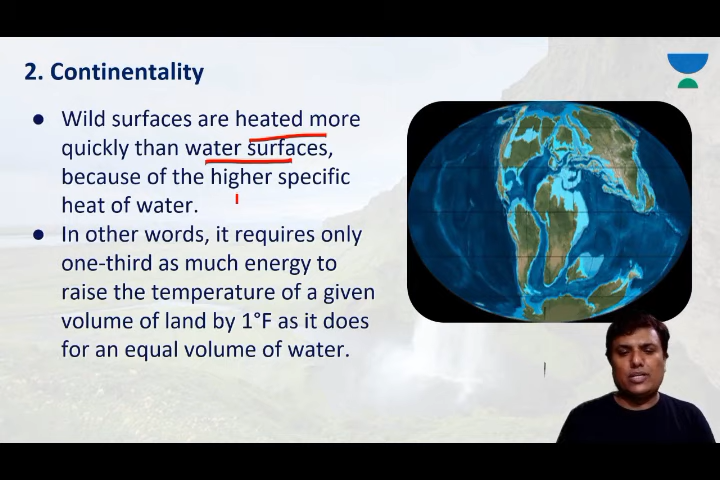 2. Continentality
● Wild surfaces are heated more
quickly than water surfaces,
because of the higher specific
heat of water.
● In other words, it requires only
one-third as much energy to
raise the temperature of a given
volume of land by 1°F as it does
for an equal volume of water.